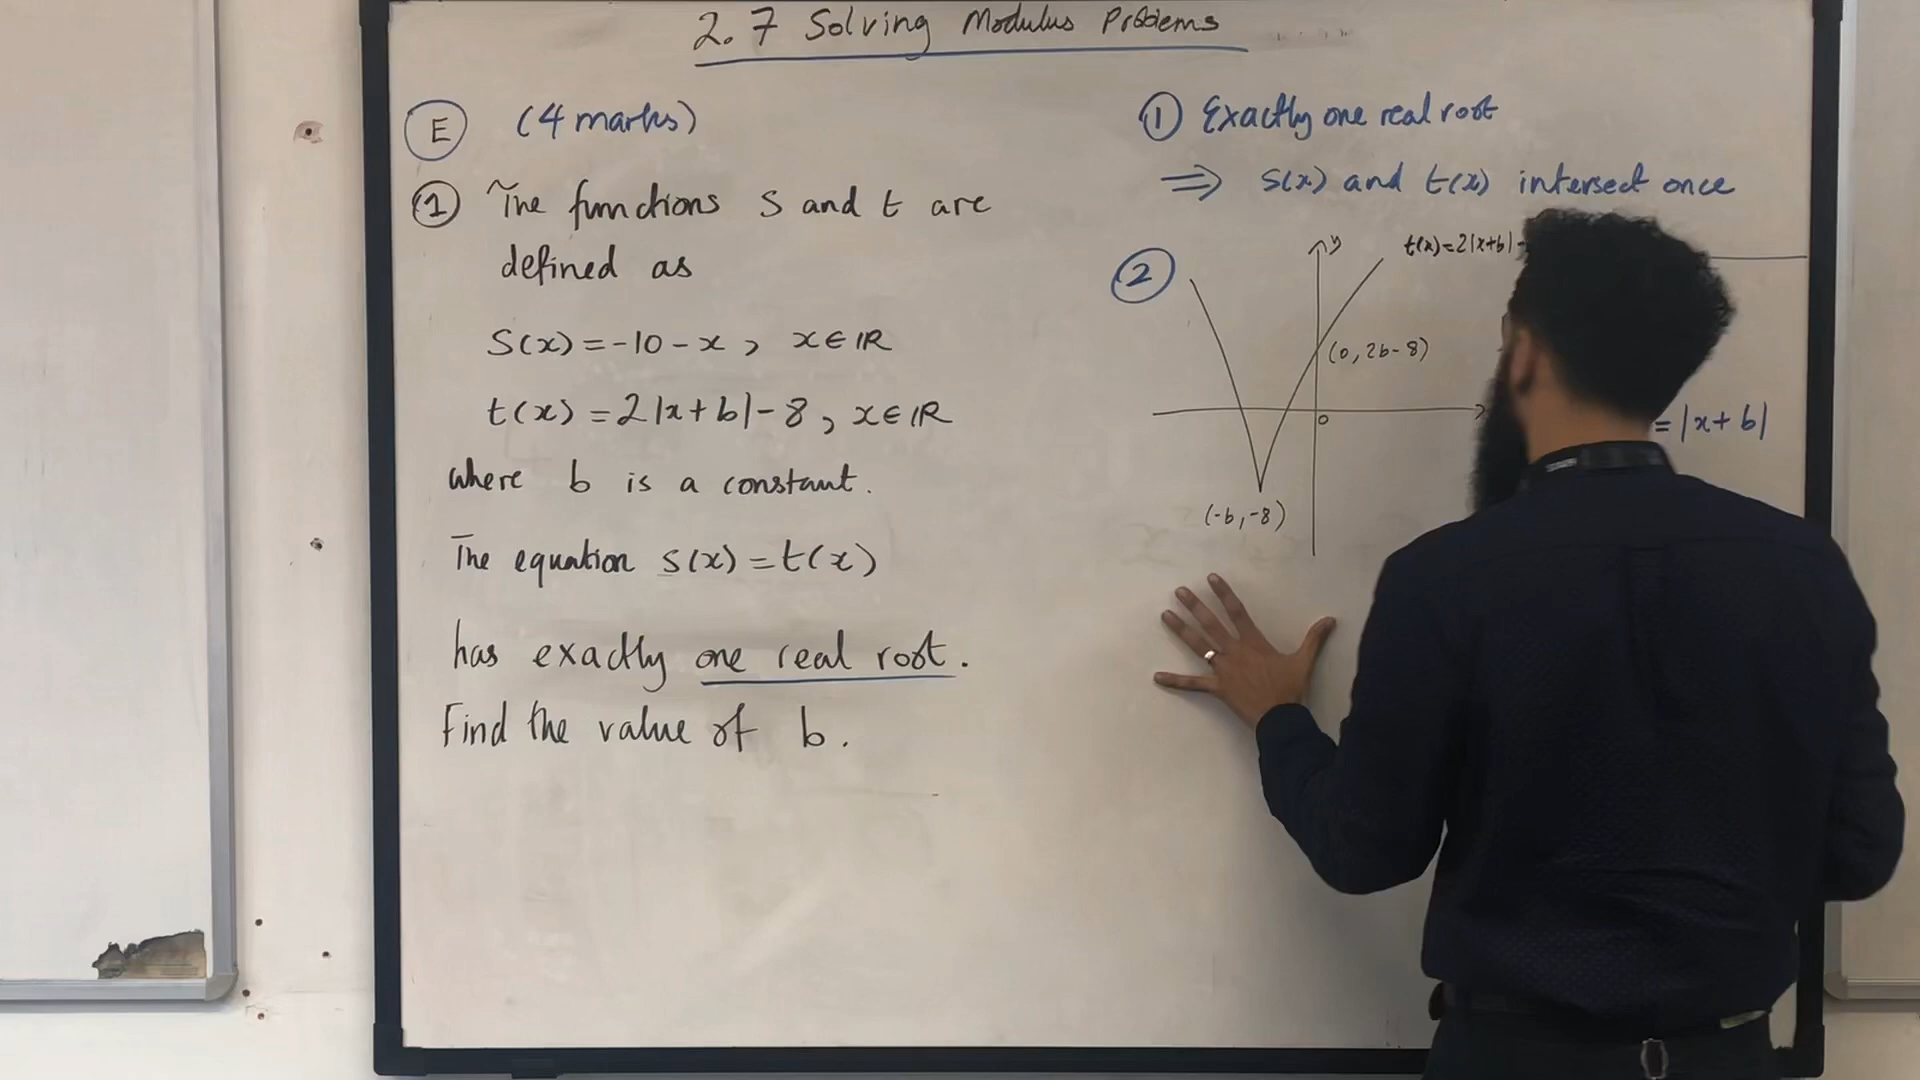 2.7 Solving Modulus Problems
E (4 marks)
1 The functions s and t are
defined as
S(x) = -10 - x, x ∈ ℝ
t(x) = 2|x+b| - 8, x ∈ ℝ
where b is a constant.
The equation s(x) = t(x)
has exactly one real root.
Find the value of b.
1 Exactly one real root
⇒ s(x) and t(x) intersect once
2
y
t(x)=2|x+b| -
(0, 2b-8)
0
(-b, -8)
= |x+b|